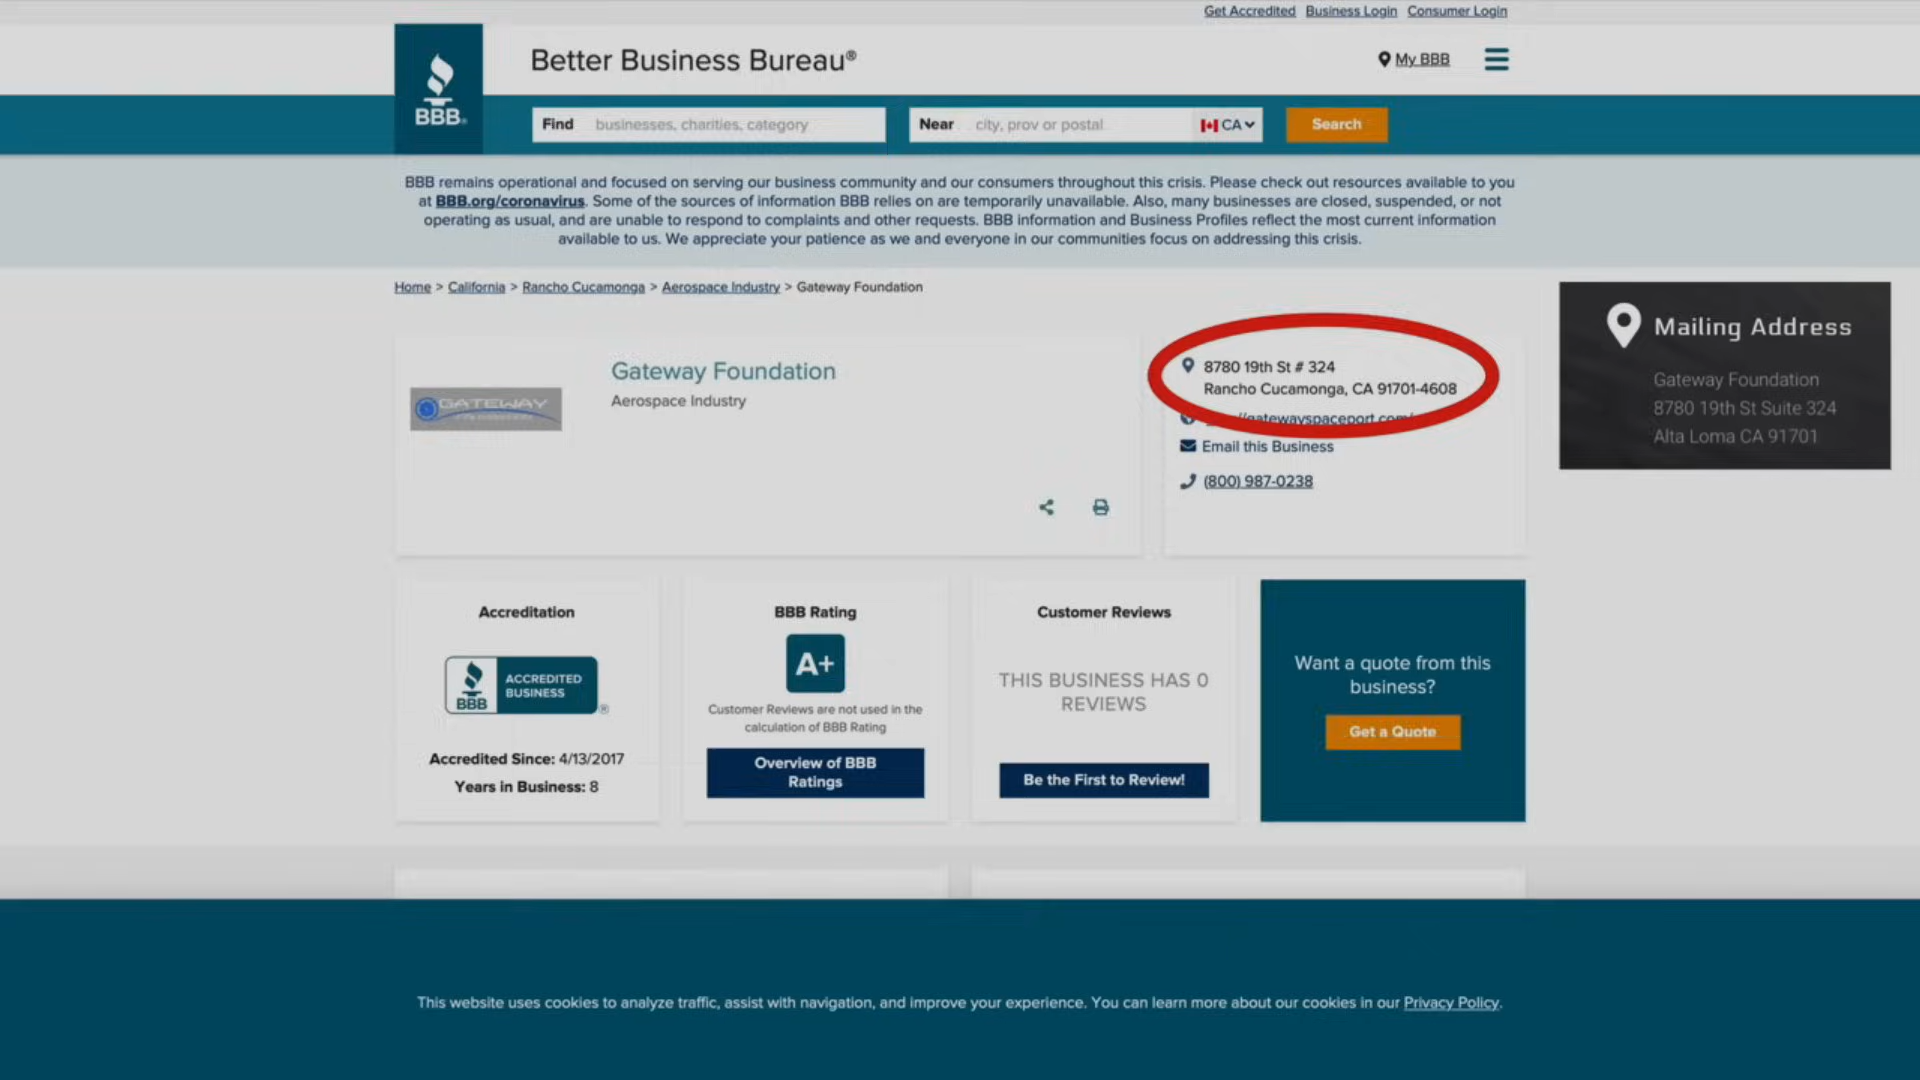 Get Accredited Business Login Consumer Login
Better Business Bureau®
My BBB
BBB®
Find businesses, charities, category
Near city, prov or postal
CA
Search
BBB remains operational and focused on serving our business community and our consumers throughout this crisis. Please check out resources available to you
at BBB.org/coronavirus. Some of the sources of information BBB relies on are temporarily unavailable. Also, many businesses are closed, suspended, or not
operating as usual, and are unable to respond to complaints and other requests. BBB information and Business Profiles reflect the most current information
available to us. We appreciate your patience as we and everyone in our communities focus on addressing this crisis.
Home > California > Rancho Cucamonga > Aerospace Industry > Gateway Foundation
GATEWAY
Gateway Foundation
Aerospace Industry
8780 19th St # 324
Rancho Cucamonga, CA 91701-4608
//gatewayspaceport.com/
Email this Business
(800) 987-0238
Mailing Address
Gateway Foundation
8780 19th St Suite 324
Alta Loma CA 91701
Accreditation
BBB
ACCREDITED
BUSINESS
®
Accredited Since: 4/13/2017
Years in Business: 8
BBB Rating
A+
Customer Reviews are not used in the
calculation of BBB Rating
Overview of BBB
Ratings
Customer Reviews
THIS BUSINESS HAS 0
REVIEWS
Be the First to Review!
Want a quote from this
business?
Get a Quote
This website uses cookies to analyze traffic, assist with navigation, and improve your experience. You can learn more about our cookies in our Privacy Policy.